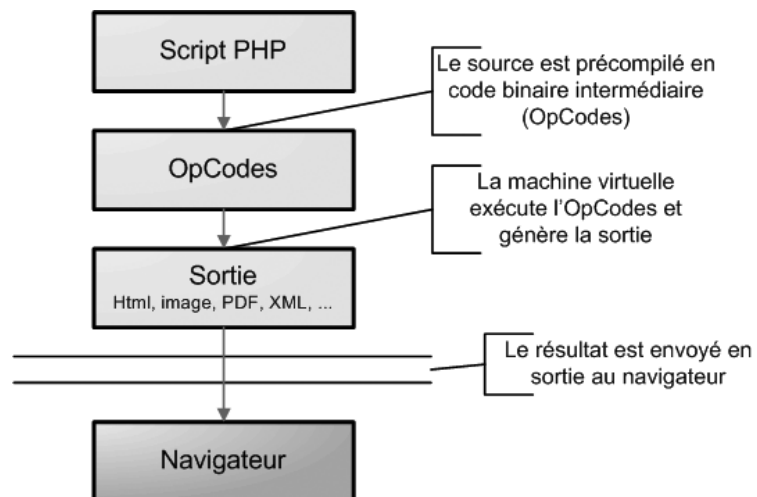 Script PHP
Le source est précompilé en
code binaire intermédiaire
(OpCodes)
OpCodes
La machine virtuelle
exécute l'OpCodes et
génère la sortie
Sortie
Html, image, PDF, XML, ...
Le résultat est envoyé en
sortie au navigateur
Navigateur